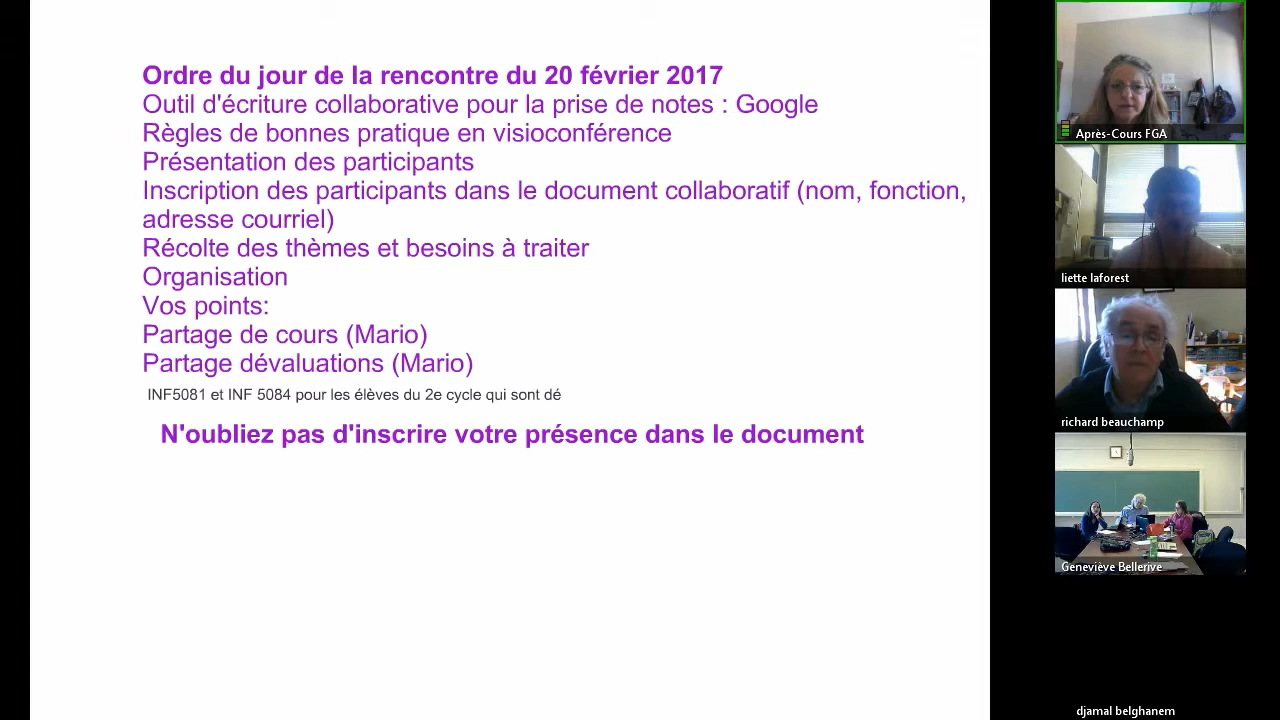 Ordre du jour de la rencontre du 20 février 2017
Outil d'écriture collaborative pour la prise de notes : Google
Règles de bonnes pratique en visioconférence
Présentation des participants
Inscription des participants dans le document collaboratif (nom, fonction,
adresse courriel)
Récolte des thèmes et besoins à traiter
Organisation
Vos points:
Partage de cours (Mario)
Partage dévaluations (Mario)
INF5081 et INF 5084 pour les élèves du 2e cycle qui sont dé
N'oubliez pas d'inscrire votre présence dans le document
Après-Cours FGA
liette laforest
richard beauchamp
Geneviève Bellerive
djamal belghanem